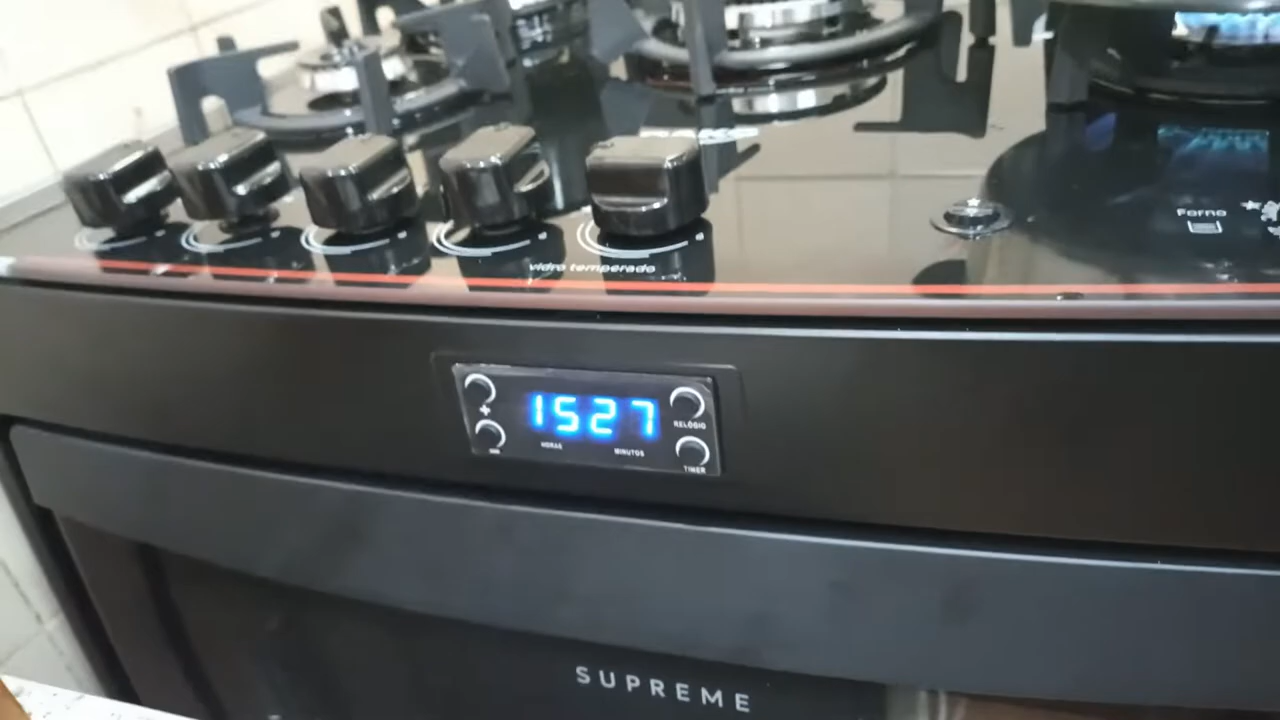 Forno
vidro temperado
1527
RELÓGIO
HORAS
MINUTOS
TIMER
SUPREME